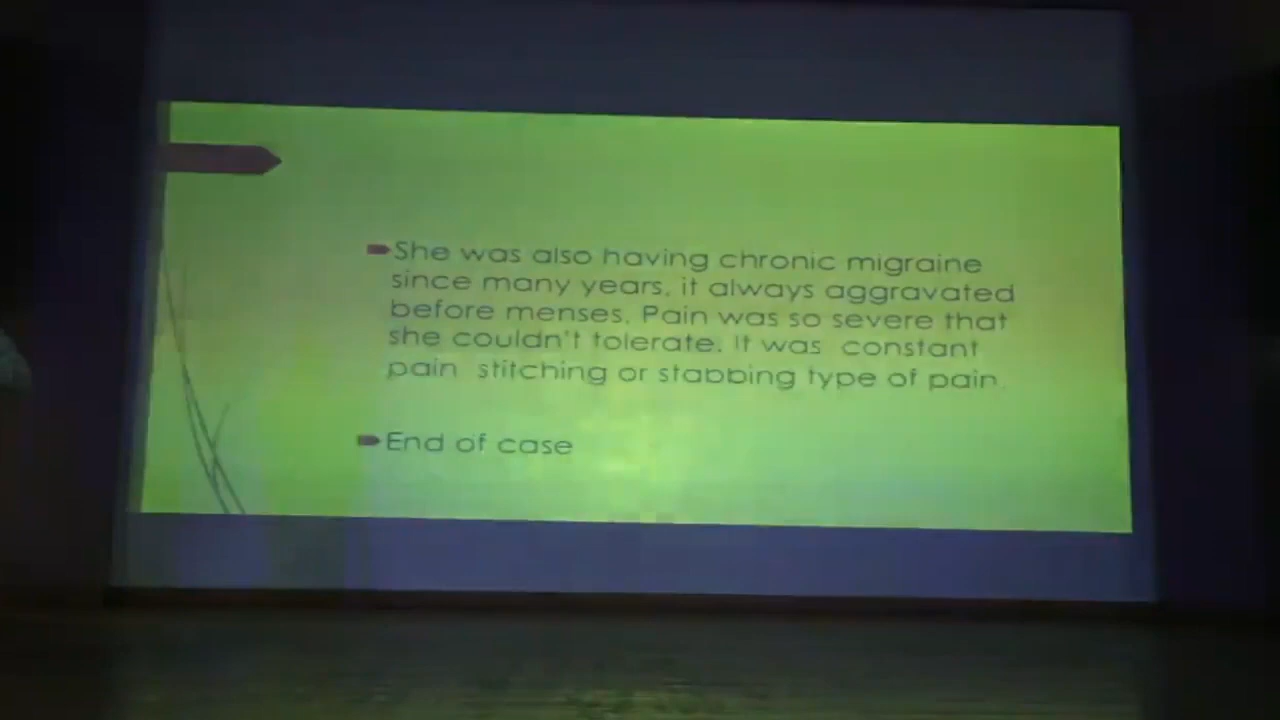 She was also having chronic migraine
since many years, it always aggravated
before menses. Pain was so severe that
she couldn't tolerate. It was constant
pain stitching or stabbing type of pain.
End of case